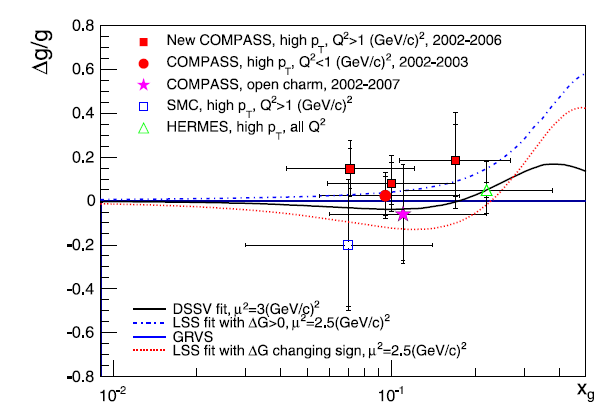 Δg/g
0.8
0.6
0.4
0.2
0
-0.2
-0.4
-0.6
-0.8
New COMPASS, high p_T, Q²>1 (GeV/c)², 2002-2006
COMPASS, high p_T, Q²<1 (GeV/c)², 2002-2003
COMPASS, open charm, 2002-2007
SMC, high p_T, Q²>1 (GeV/c)²
HERMES, high p_T, all Q²
DSSV fit, μ²=3(GeV/c)²
LSS fit with ΔG>0, μ²=2.5(GeV/c)²
GRVS
LSS fit with ΔG changing sign, μ²=2.5(GeV/c)²
10⁻² 10⁻¹ x_g